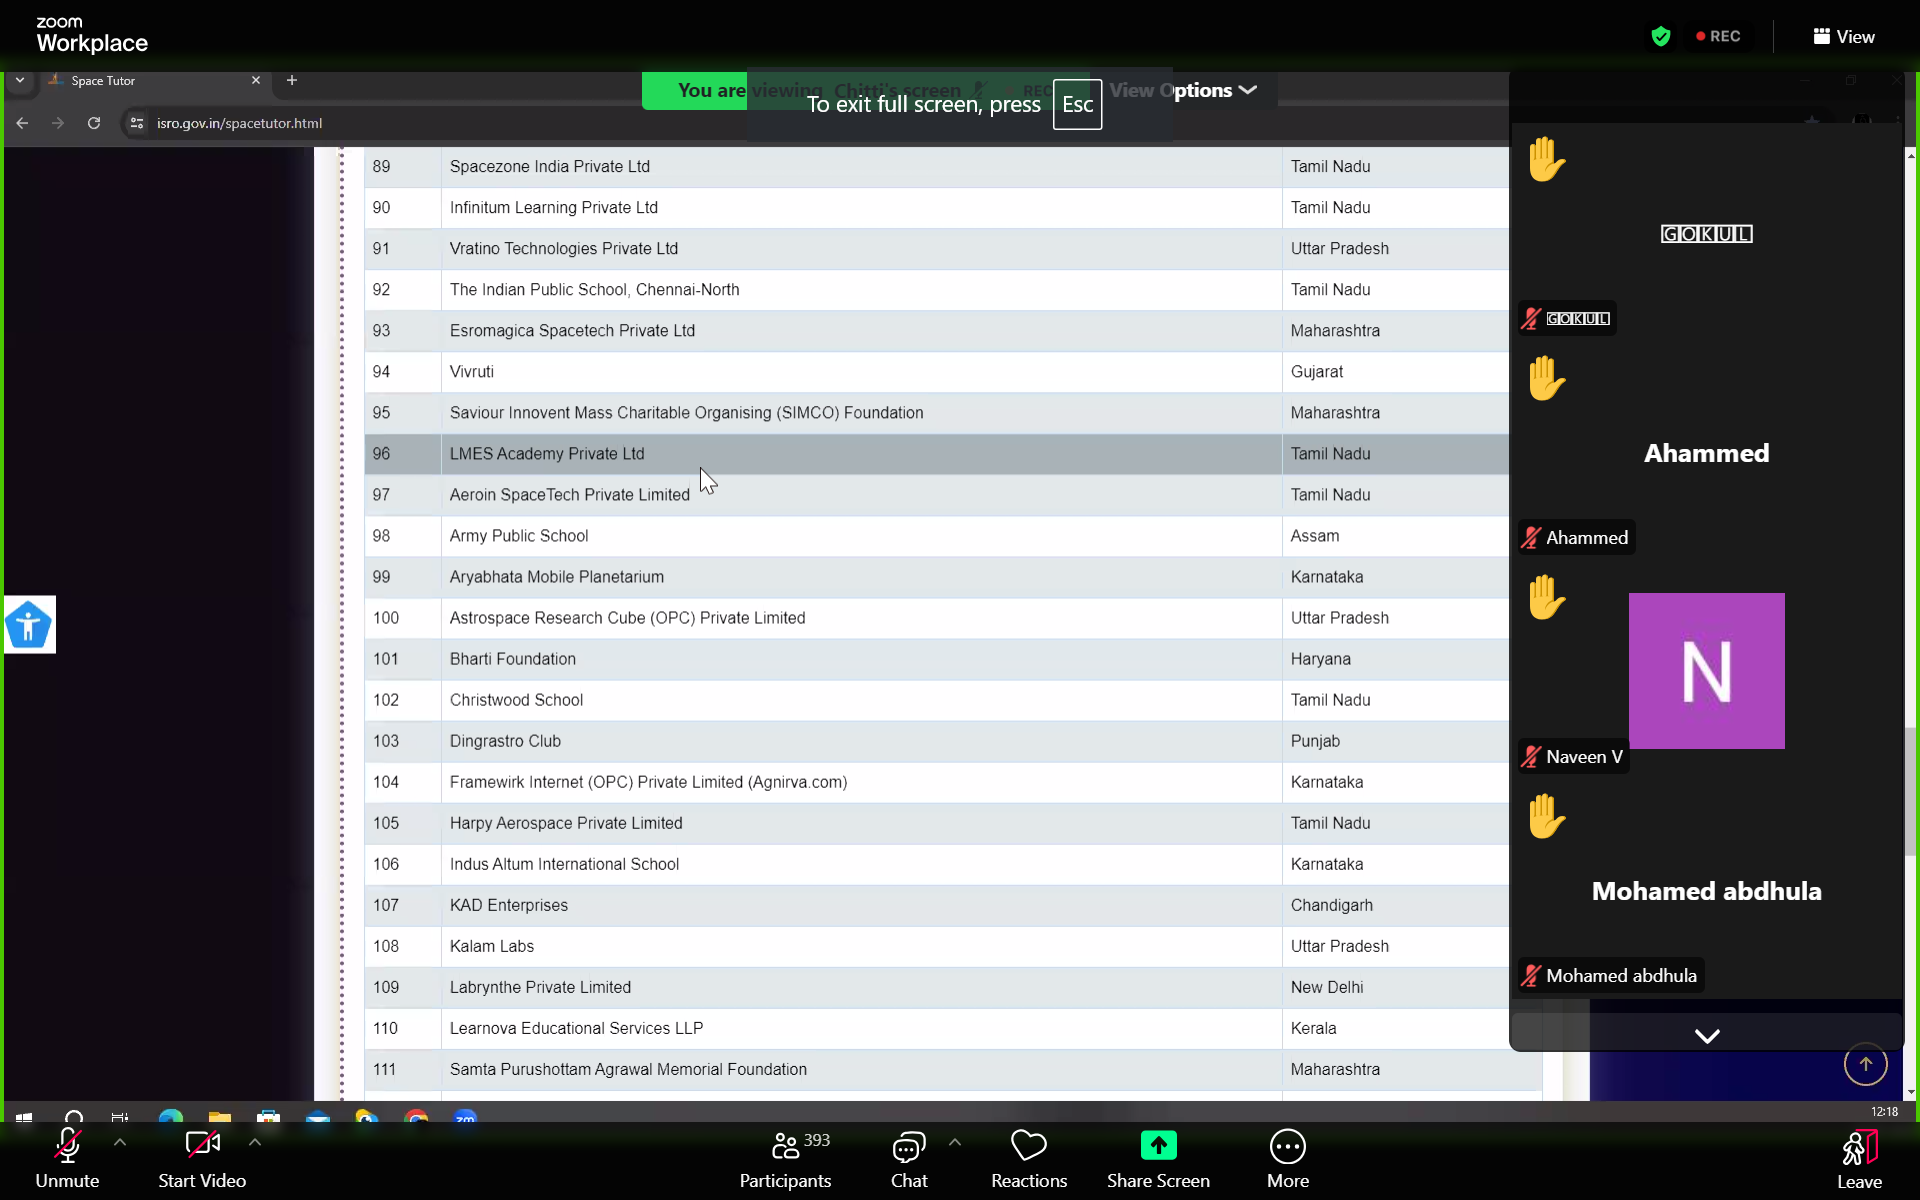 zoom
Workplace
REC
View
Space Tutor
You are viewing Chitti's screen
REC
View Options
To exit full screen, press Esc
isro.gov.in/spacetutor.html
89 Spacezone India Private Ltd Tamil Nadu
90 Infinitum Learning Private Ltd Tamil Nadu
91 Vratino Technologies Private Ltd Uttar Pradesh
92 The Indian Public School, Chennai-North Tamil Nadu
93 Esromagica Spacetech Private Ltd Maharashtra
94 Vivruti Gujarat
95 Saviour Innovent Mass Charitable Organising (SIMCO) Foundation Maharashtra
96 LMES Academy Private Ltd Tamil Nadu
97 Aeroin SpaceTech Private Limited Tamil Nadu
98 Army Public School Assam
99 Aryabhata Mobile Planetarium Karnataka
100 Astrospace Research Cube (OPC) Private Limited Uttar Pradesh
101 Bharti Foundation Haryana
102 Christwood School Tamil Nadu
103 Dingrastro Club Punjab
104 Framewirk Internet (OPC) Private Limited (Agnirva.com) Karnataka
105 Harpy Aerospace Private Limited Tamil Nadu
106 Indus Altum International School Karnataka
107 KAD Enterprises Chandigarh
108 Kalam Labs Uttar Pradesh
109 Labrynthe Private Limited New Delhi
110 Learnova Educational Services LLP Kerala
111 Samta Purushottam Agrawal Memorial Foundation Maharashtra
GOKUL
GOKUL
Ahammed
Ahammed
N
Naveen V
Mohamed abdhula
Mohamed abdhula
zm
12:18
Unmute
Start Video
393
Participants
Chat
Reactions
Share Screen
More
Leave